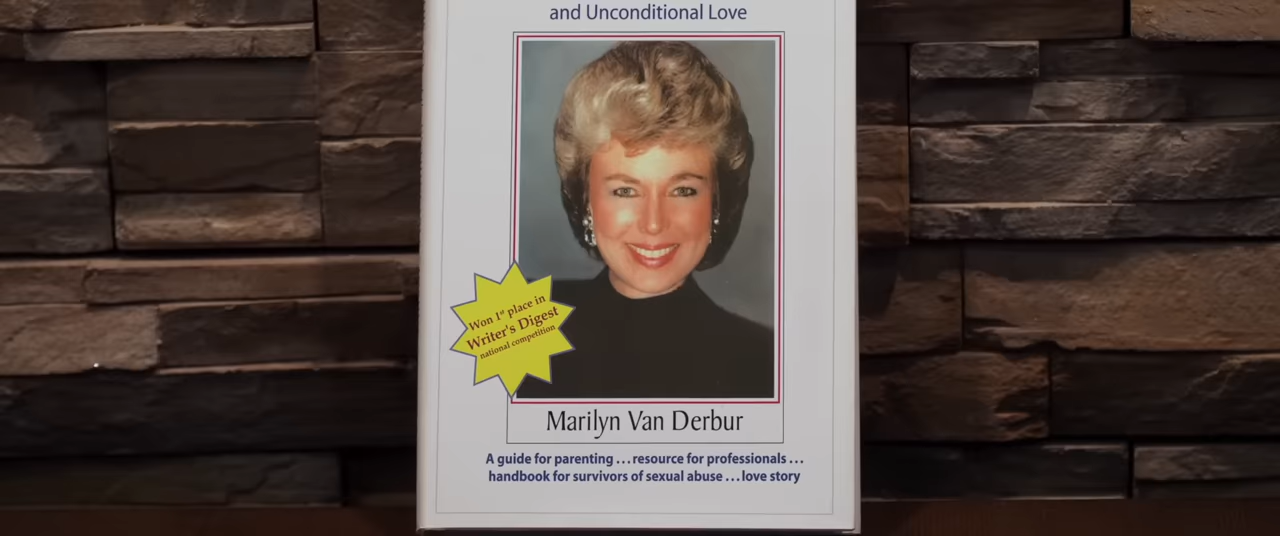 and Unconditional Love
Won 1st place in
Writer's Digest
national competition
Marilyn Van Derbur
A guide for parenting . . . resource for professionals . . .
handbook for survivors of sexual abuse . . . love story